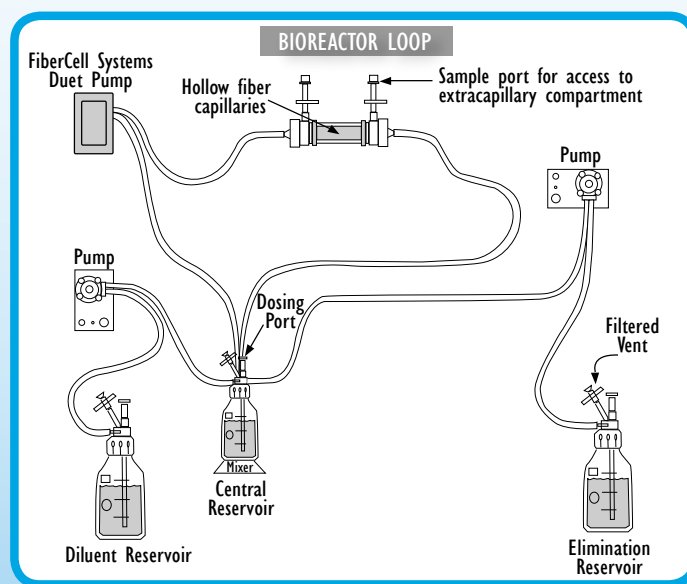 BIOREACTOR LOOP
FiberCell Systems
Duet Pump
Hollow fiber
capillaries
Sample port for access to
extracapillary compartment
Pump
Pump
Dosing
Port
Filtered
Vent
Mixer
Central
Reservoir
Diluent Reservoir
Elimination
Reservoir